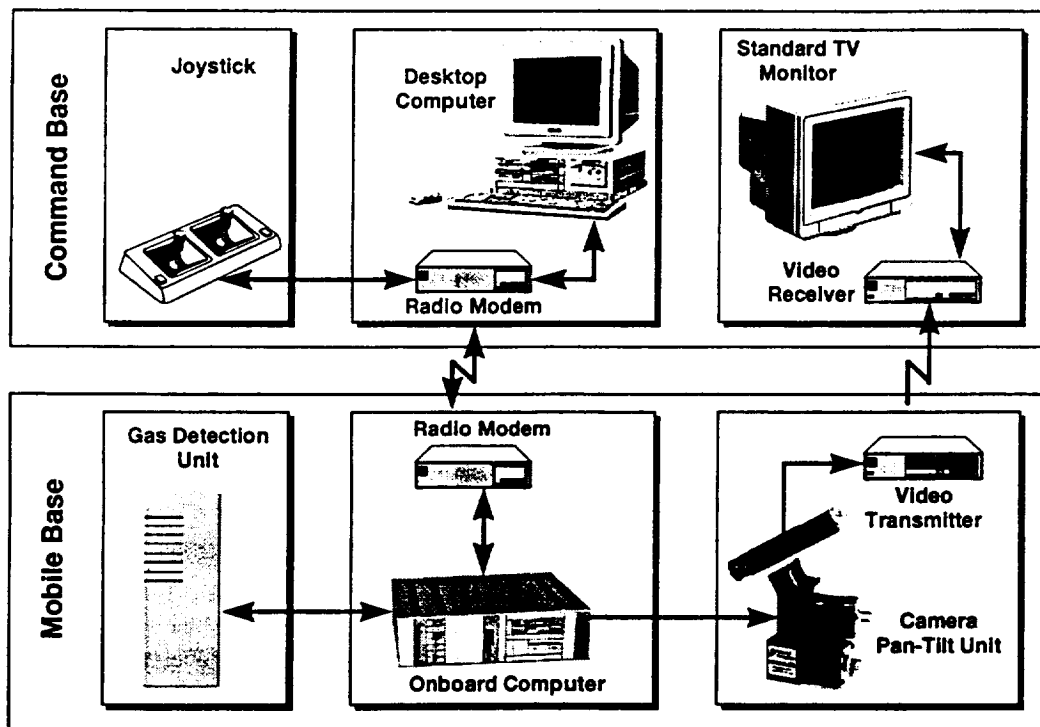 Command Base
Joystick
Desktop
Computer
Radio Modem
Standard TV
Monitor
Video
Receiver
Mobile Base
Gas Detection
Unit
Radio Modem
Onboard Computer
Video
Transmitter
Camera
Pan-Tilt Unit